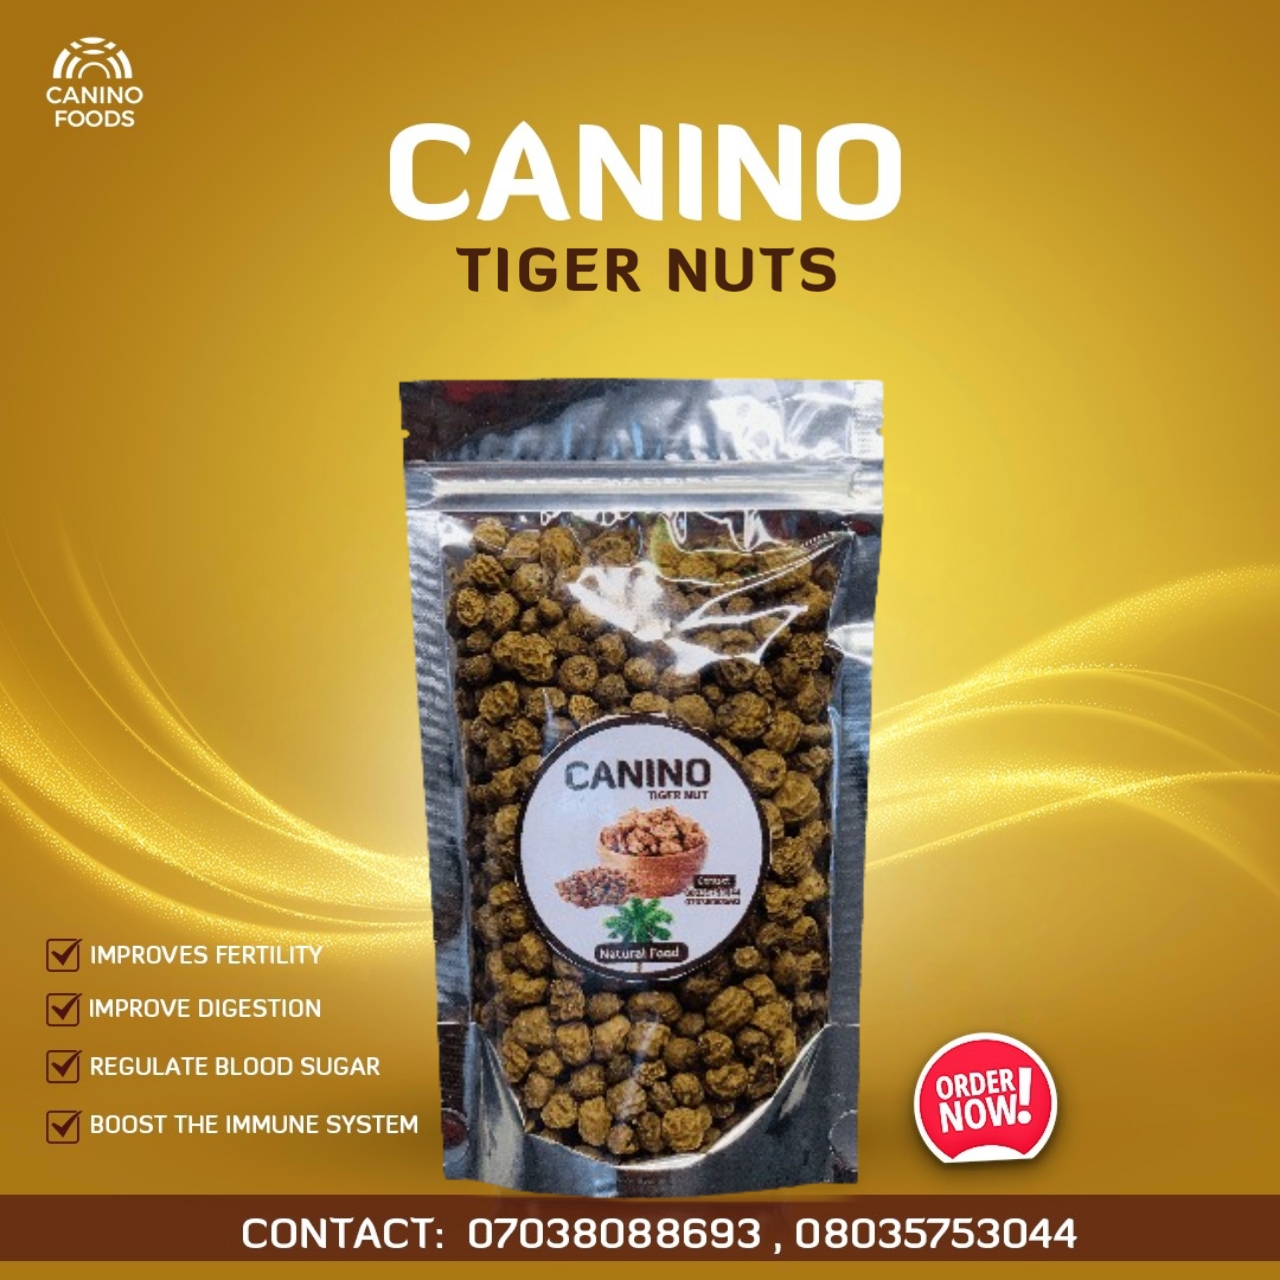 CANINO
FOODS
CANINO
TIGER NUTS
CANINO
TIGER NUT
Contact
Natural Food
IMPROVES FERTILITY
IMPROVE DIGESTION
REGULATE BLOOD SUGAR
BOOST THE IMMUNE SYSTEM
ORDER
NOW!
CONTACT: 07038088693 , 08035753044